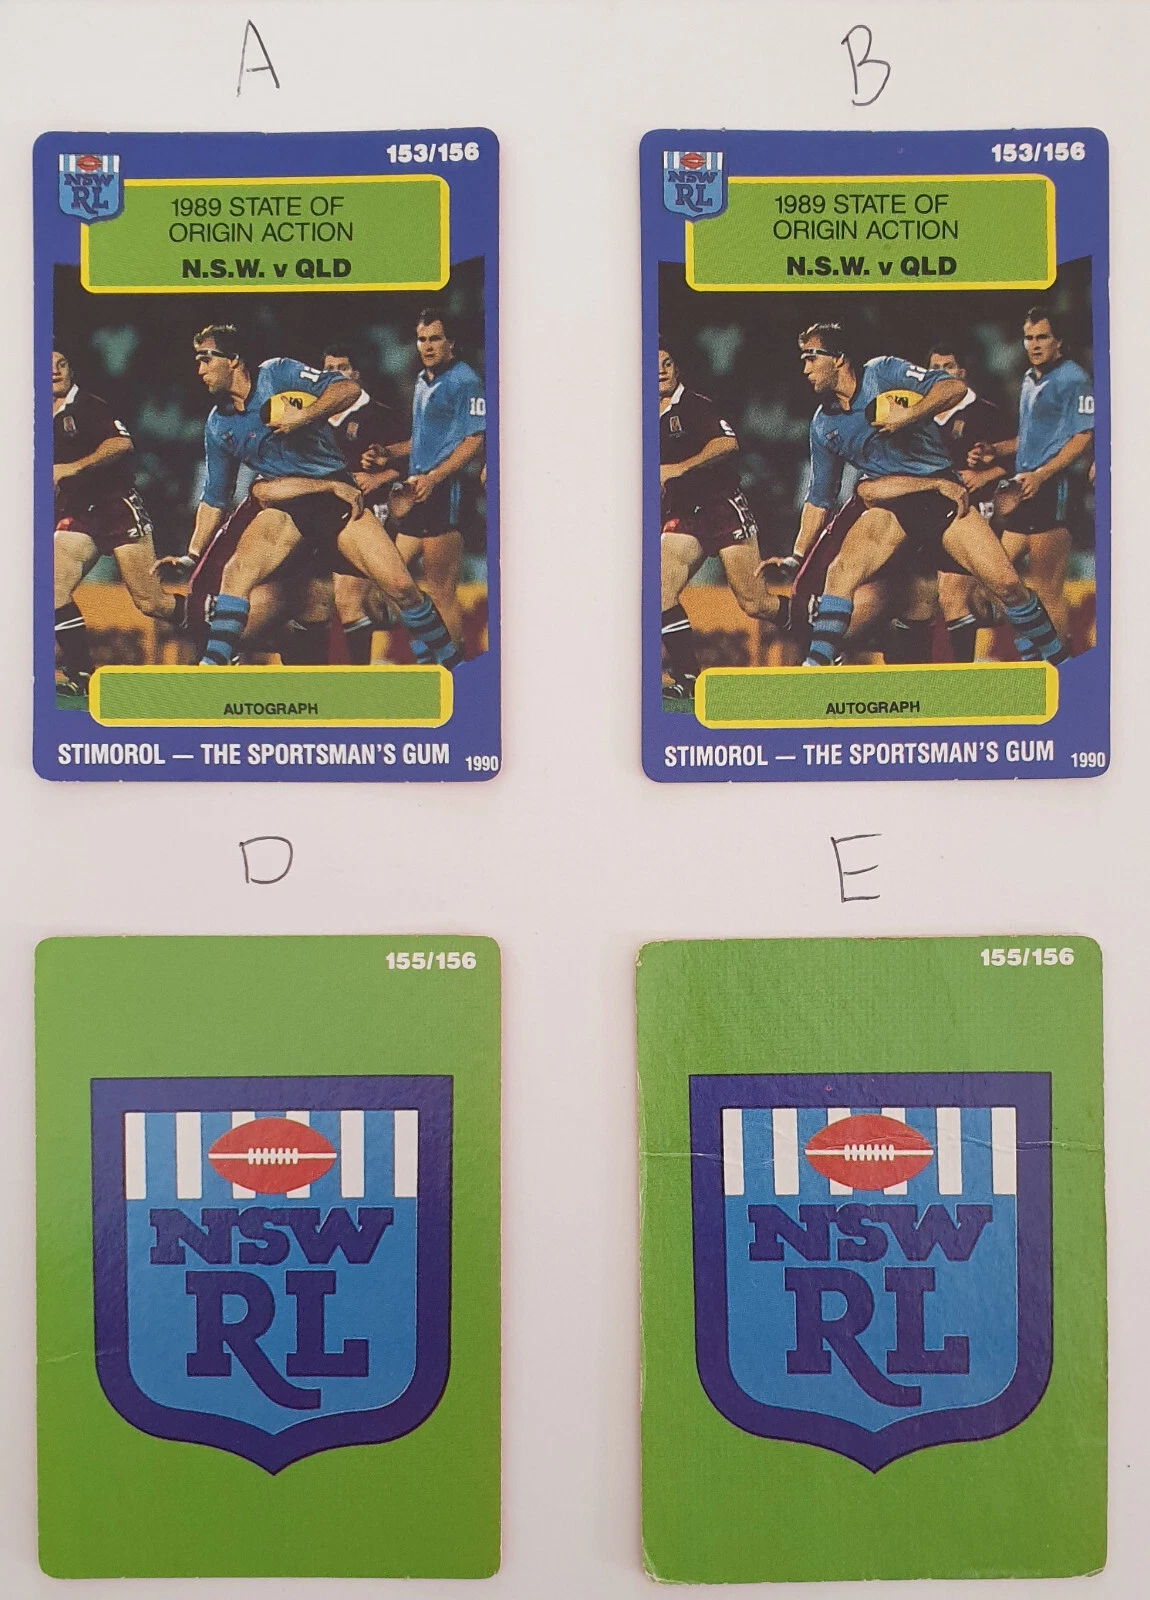 A
B
153/156
NSW
RL
1989 STATE OF
ORIGIN ACTION
N.S.W. v QLD
10
AUTOGRAPH
STIMOROL — THE SPORTSMAN'S GUM
1990
153/156
NSW
RL
1989 STATE OF
ORIGIN ACTION
N.S.W. v QLD
10
AUTOGRAPH
STIMOROL — THE SPORTSMAN'S GUM
1990
D
E
155/156
NSW
RL
155/156
NSW
RL